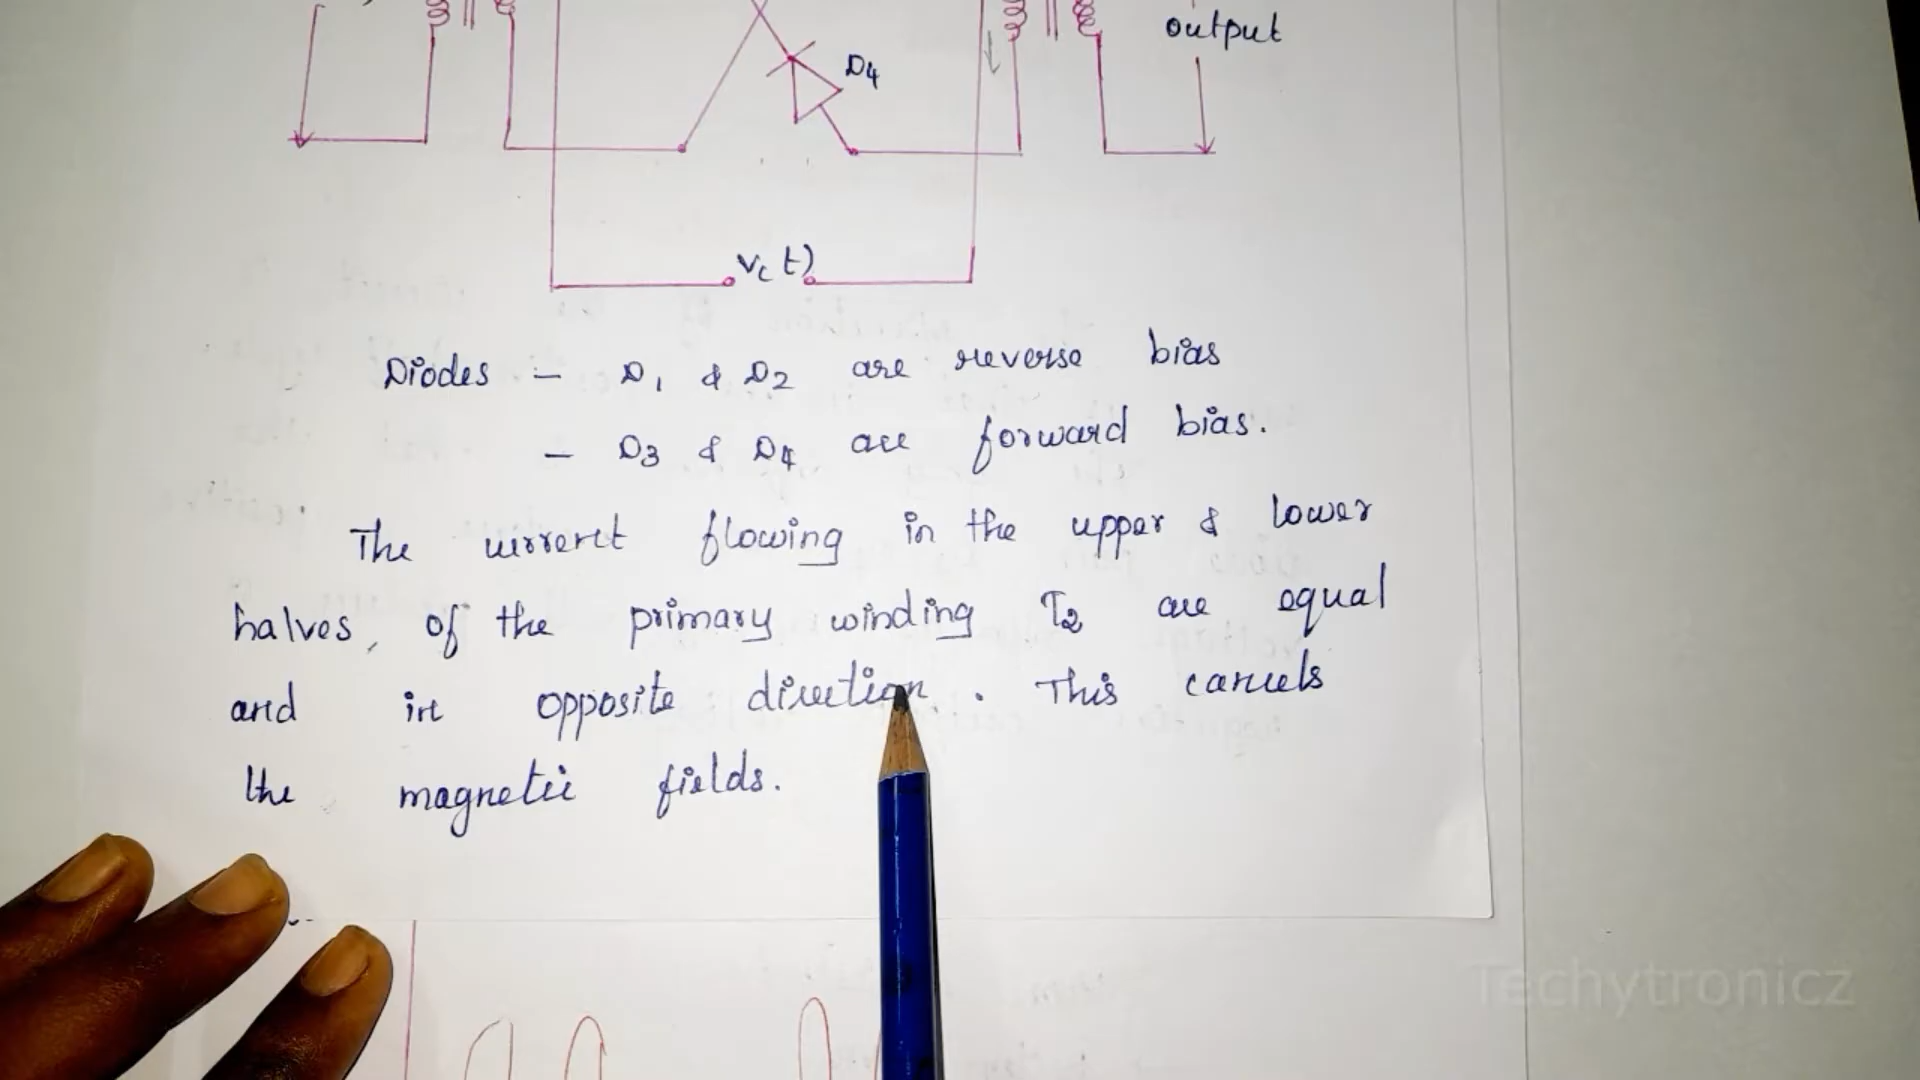 output
D4
Vc t)
Diodes - D1 & D2 are reverse bias
- D3 & D4 are forward bias.
The current flowing in the upper & lower
halves, of the primary winding T2 are equal
and in opposite direction. This cancels
the magnetic fields.
Techytronicz